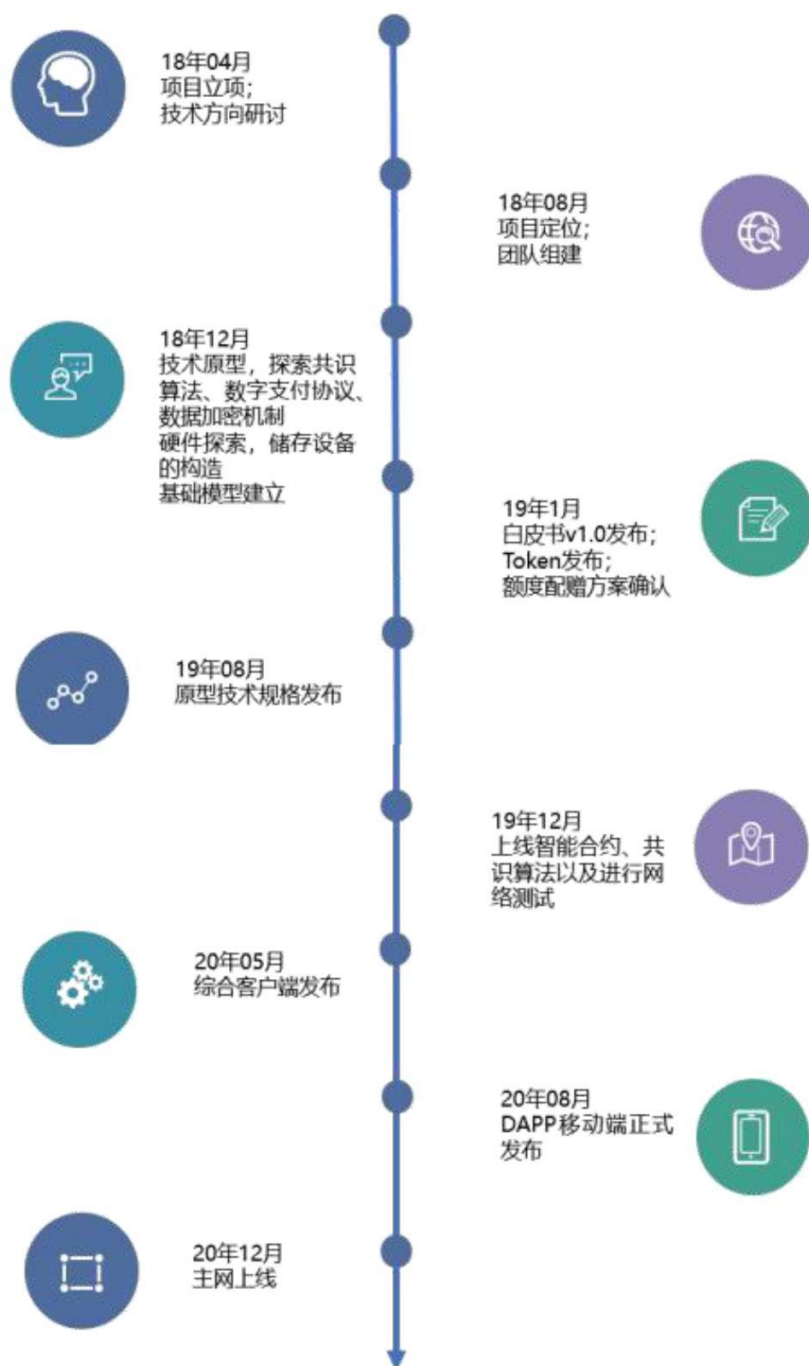 18年04月
项目立项;
技术方向研讨
18年08月
项目定位;
团队组建
18年12月
技术原型，探索共识
算法、数字支付协议、
数据加密机制
硬件探索，储存设备
的构造
基础模型建立
19年1月
白皮书v1.0发布;
Token发布;
额度配赠方案确认
19年08月
原型技术规格发布
19年12月
上线智能合约、共
识算法以及进行网
络测试
20年05月
综合客户端发布
20年08月
DAPP移动端正式
发布
20年12月
主网上线